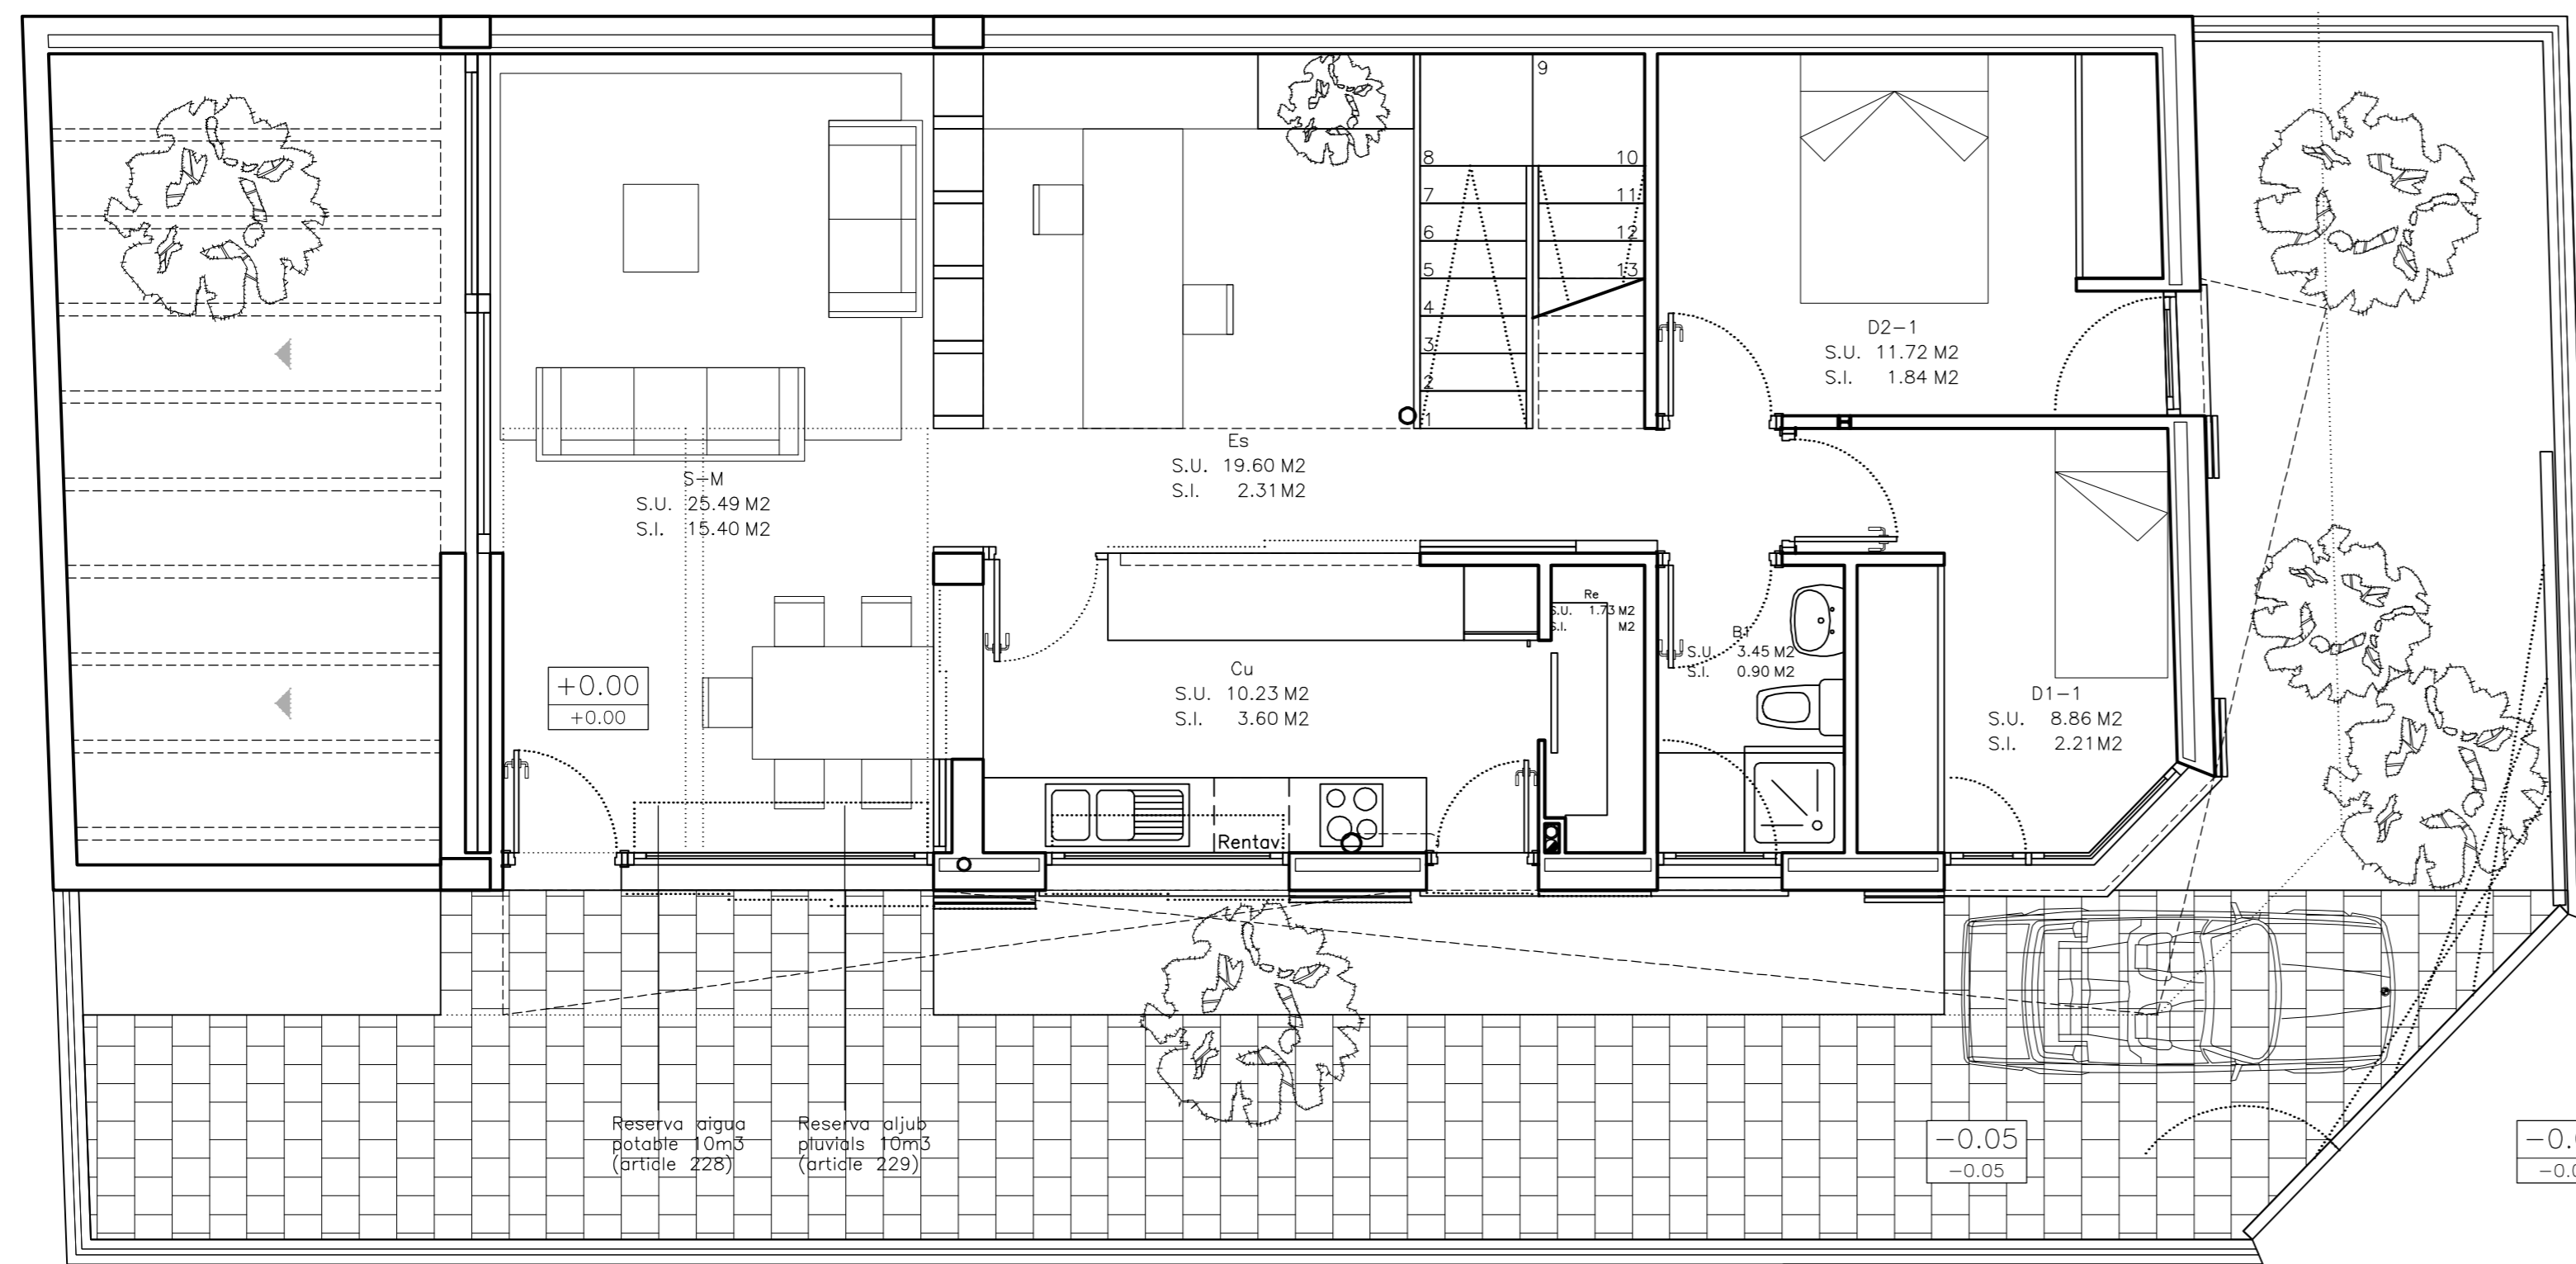 9
8 10
7 11
6 12
5 13
4
3
2
1
D2-1
S.U. 11.72 M2
S.I. 1.84 M2
Es
S.U. 19.60 M2
S.I. 2.31 M2
S-M
S.U. 25.49 M2
S.I. 15.40 M2
Re
S.U. 1.73 M2
S.I. M2
B1
S.U. 3.45 M2
S.I. 0.90 M2
Cu
S.U. 10.23 M2
S.I. 3.60 M2
D1-1
S.U. 8.86 M2
S.I. 2.21 M2
+0.00
+0.00
Rentav.
Reserva aigua
potable 10m3
(article 228)
Reserva aljub
pluvials 10m3
(article 229)
-0.05
-0.05